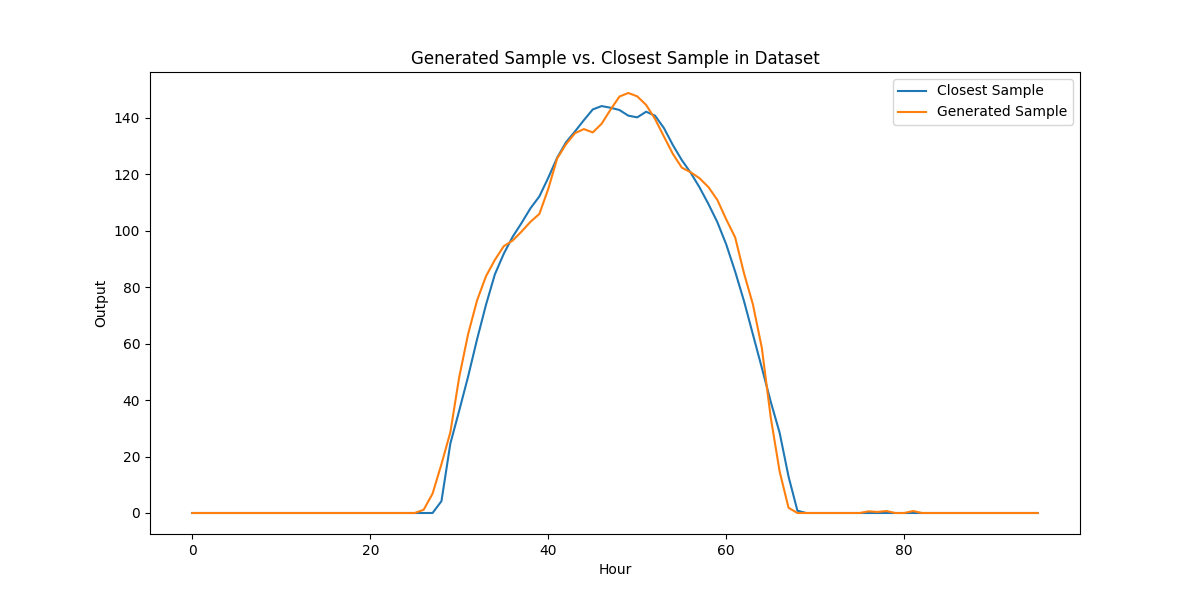 Generated Sample vs. Closest Sample in Dataset
Closest Sample
Generated Sample
140
120
100
80
60
40
20
0
Output
0 20 40 60 80
Hour